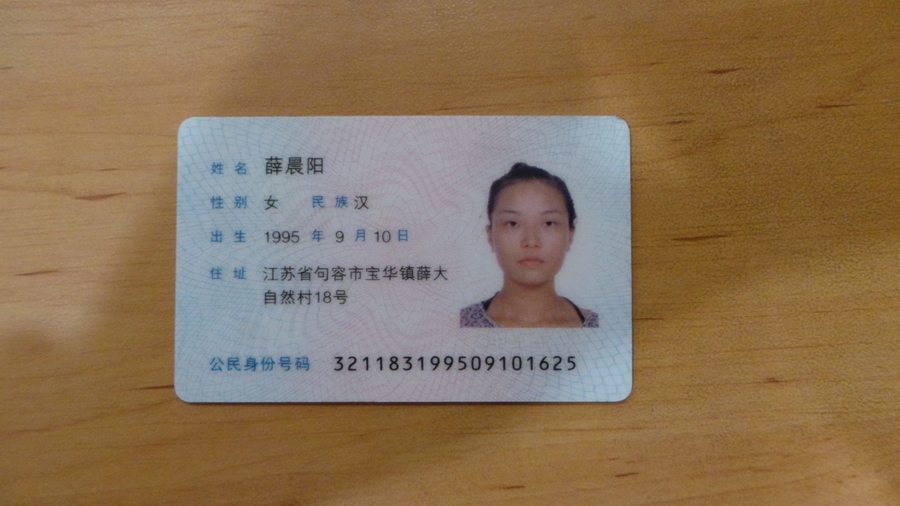 姓名 薛晨阳
性别 女 民族 汉
出生 1995 年 9 月 10 日
住址 江苏省句容市宝华镇薛大
自然村18号
公民身份号码 321183199509101625